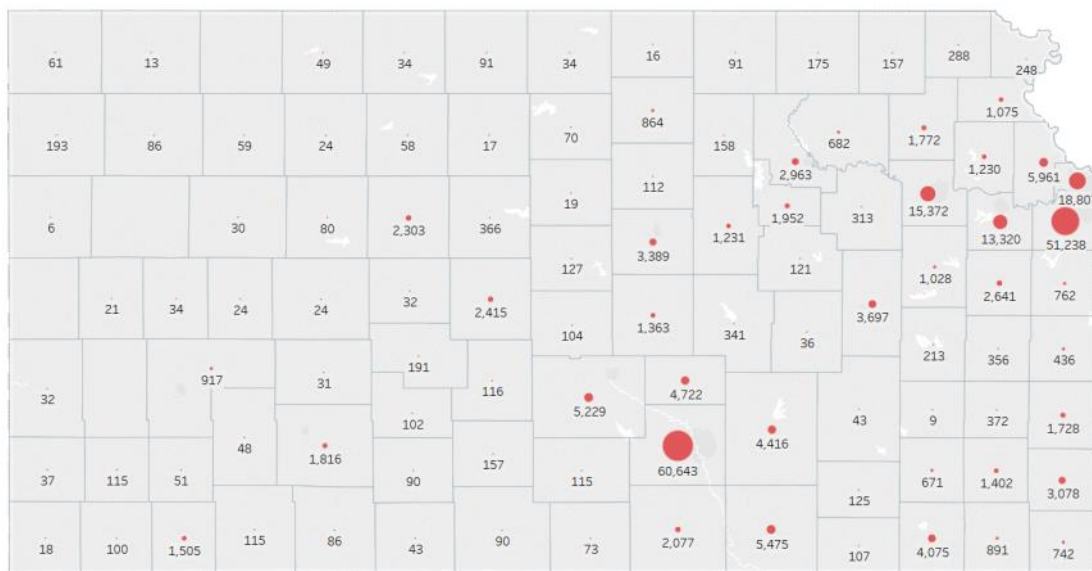 61 13 49 34 91 34 16 91 175 157 288 248
193 86 59 24 58 17 70 864 158 2,963 682 1,772 1,230 1,075 5,961
6 30 80 2,303 366 19 112 3,389 1,231 1,952 313 15,372 13,320 18,807
51,238
21 34 24 24 32 2,415 127 1,363 341 121 3,697 1,028 2,641 762
32 917 31 191 116 104 36 213 356 436
48 1,816 102 5,229 4,722 4,416 43 9 372 1,728
37 115 51 90 157 115 60,643 125 671 1,402 3,078
18 100 1,505 115 86 43 90 73 2,077 5,475 107 4,075 891 742